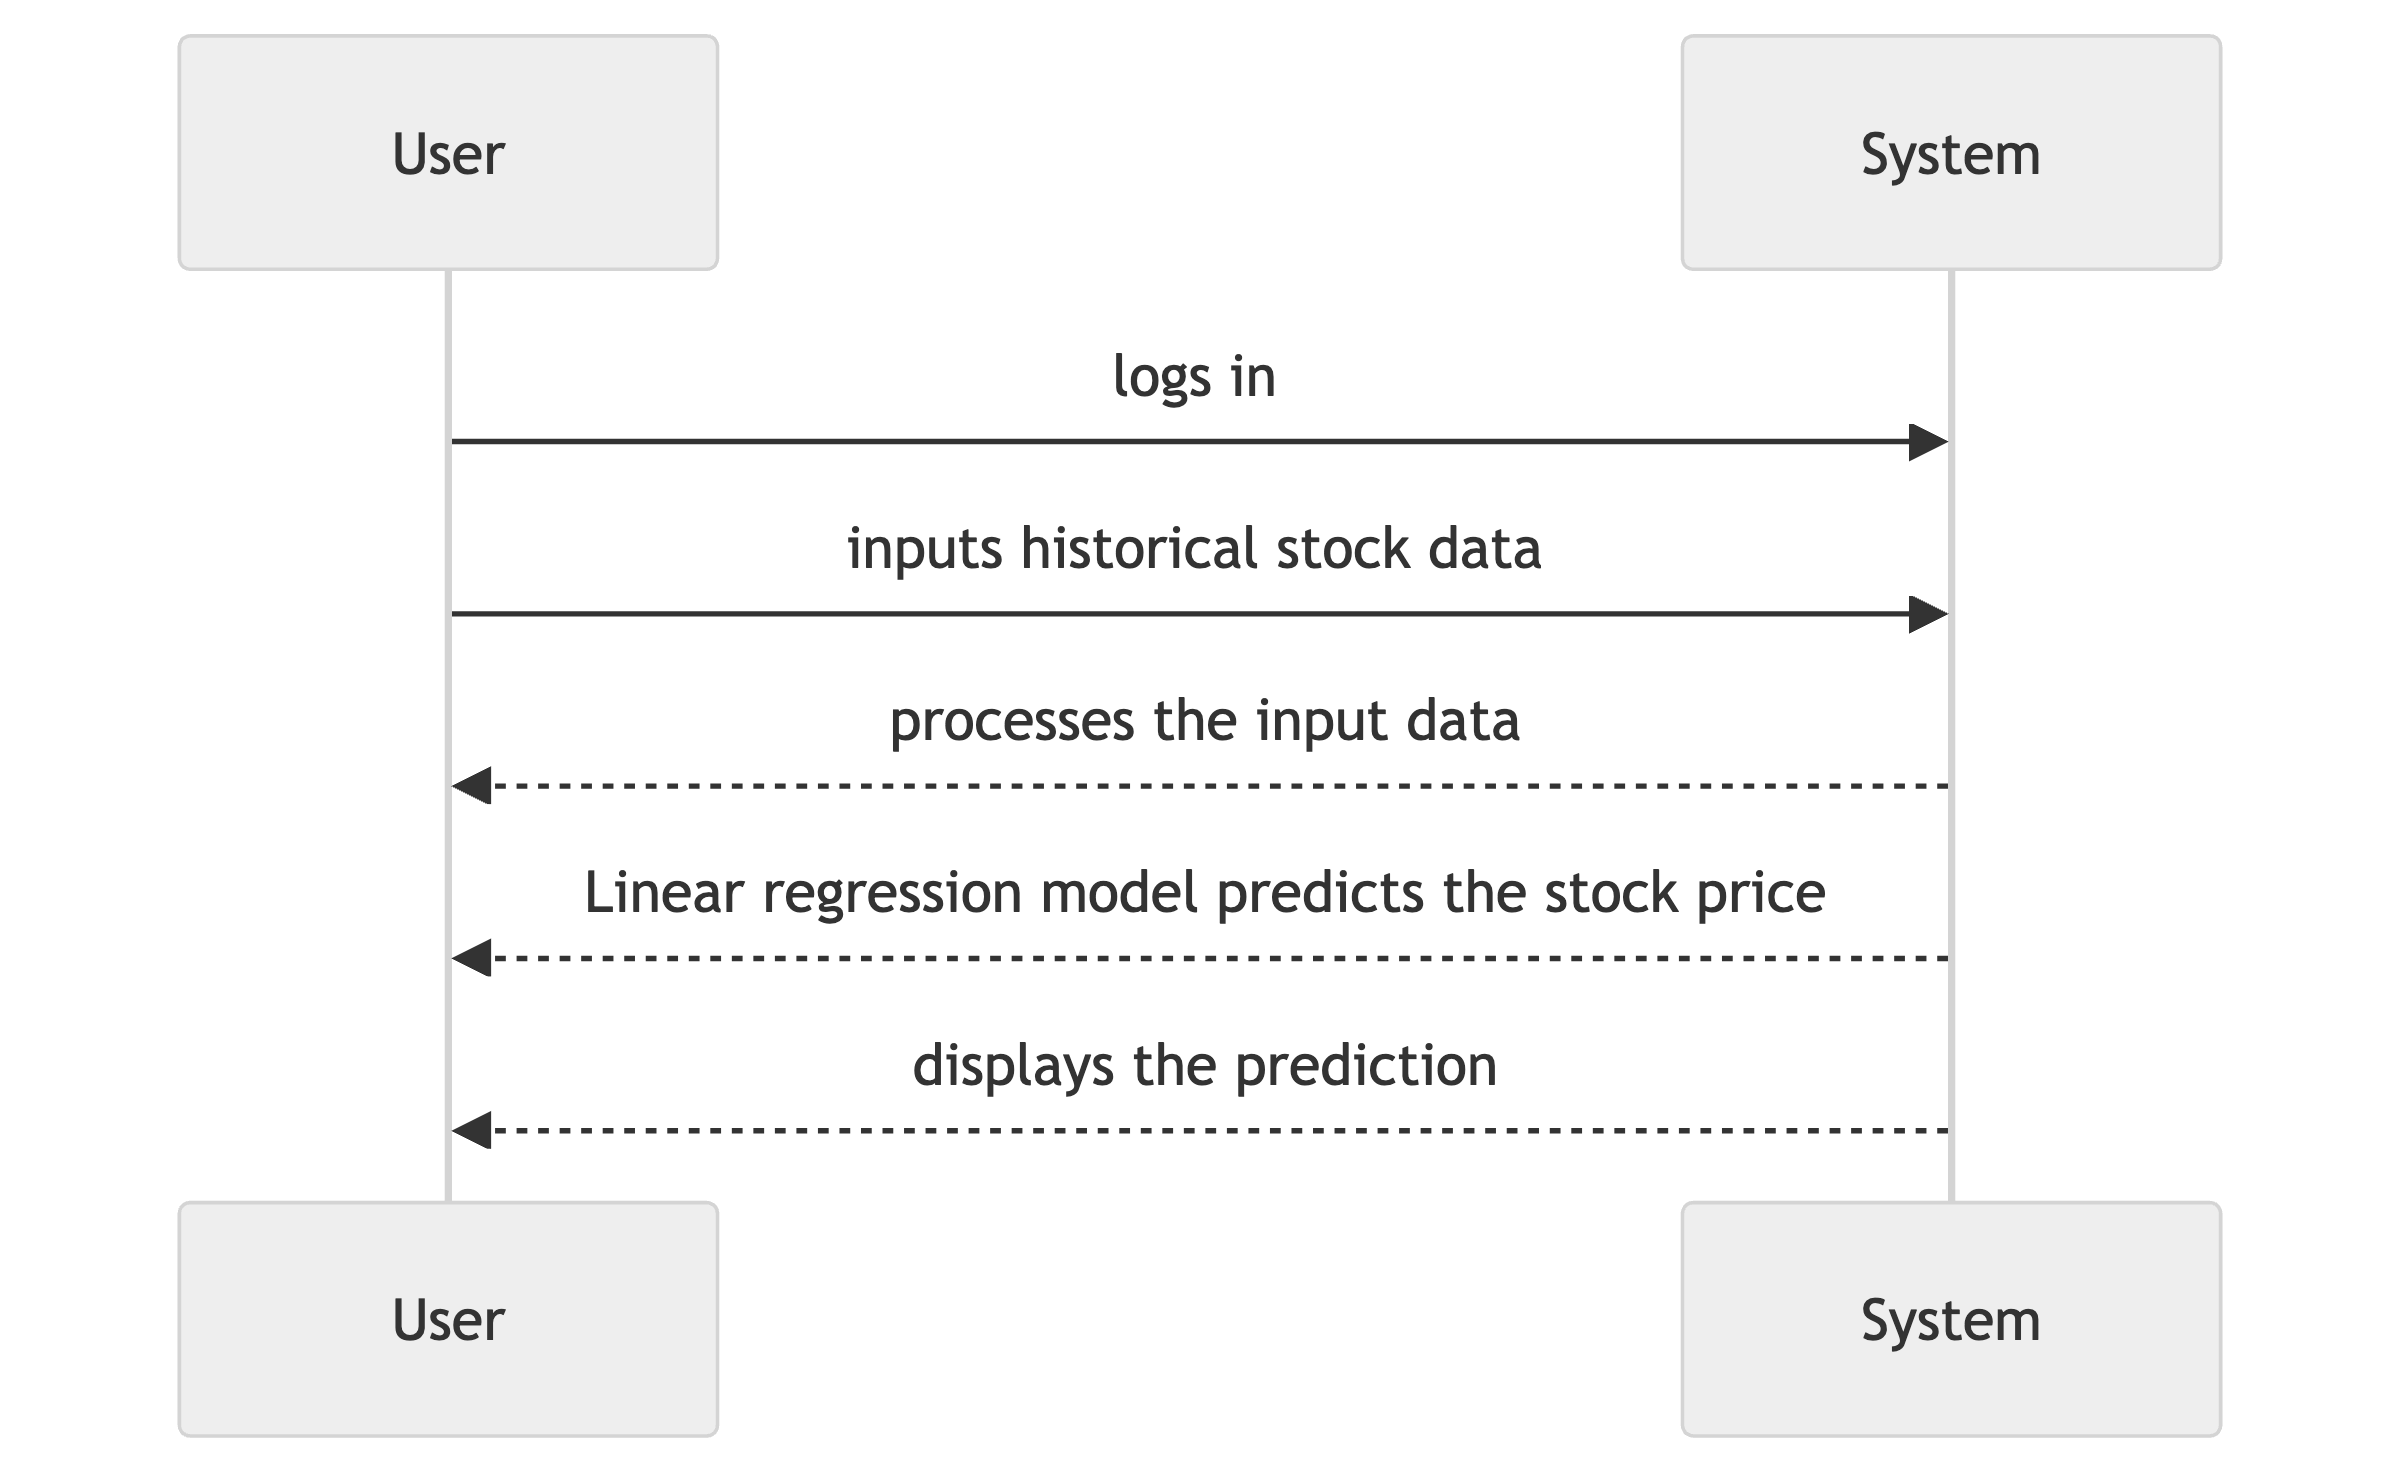 User
System
logs in
inputs historical stock data
processes the input data
Linear regression model predicts the stock price
displays the prediction
User
System